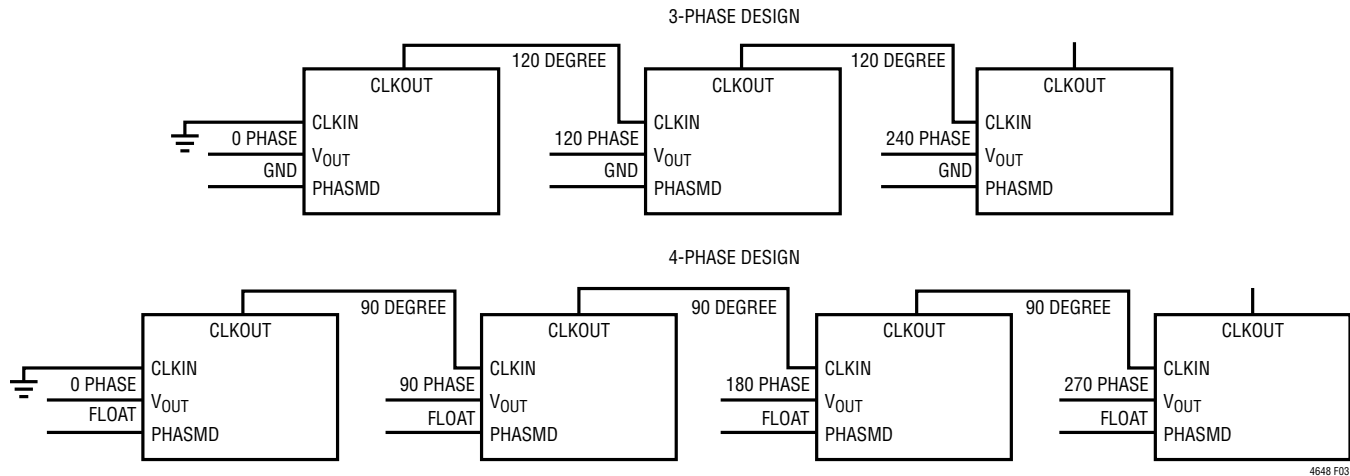 3-PHASE DESIGN
120 DEGREE
120 DEGREE
CLKOUT
CLKOUT
CLKOUT
CLKIN
CLKIN
CLKIN
0 PHASE
120 PHASE
240 PHASE
VOUT
VOUT
VOUT
GND
GND
GND
PHASMD
PHASMD
PHASMD
4-PHASE DESIGN
90 DEGREE
90 DEGREE
90 DEGREE
CLKOUT
CLKOUT
CLKOUT
CLKOUT
CLKIN
CLKIN
CLKIN
CLKIN
0 PHASE
90 PHASE
180 PHASE
270 PHASE
VOUT
VOUT
VOUT
VOUT
FLOAT
FLOAT
FLOAT
FLOAT
PHASMD
PHASMD
PHASMD
PHASMD
4648 F03